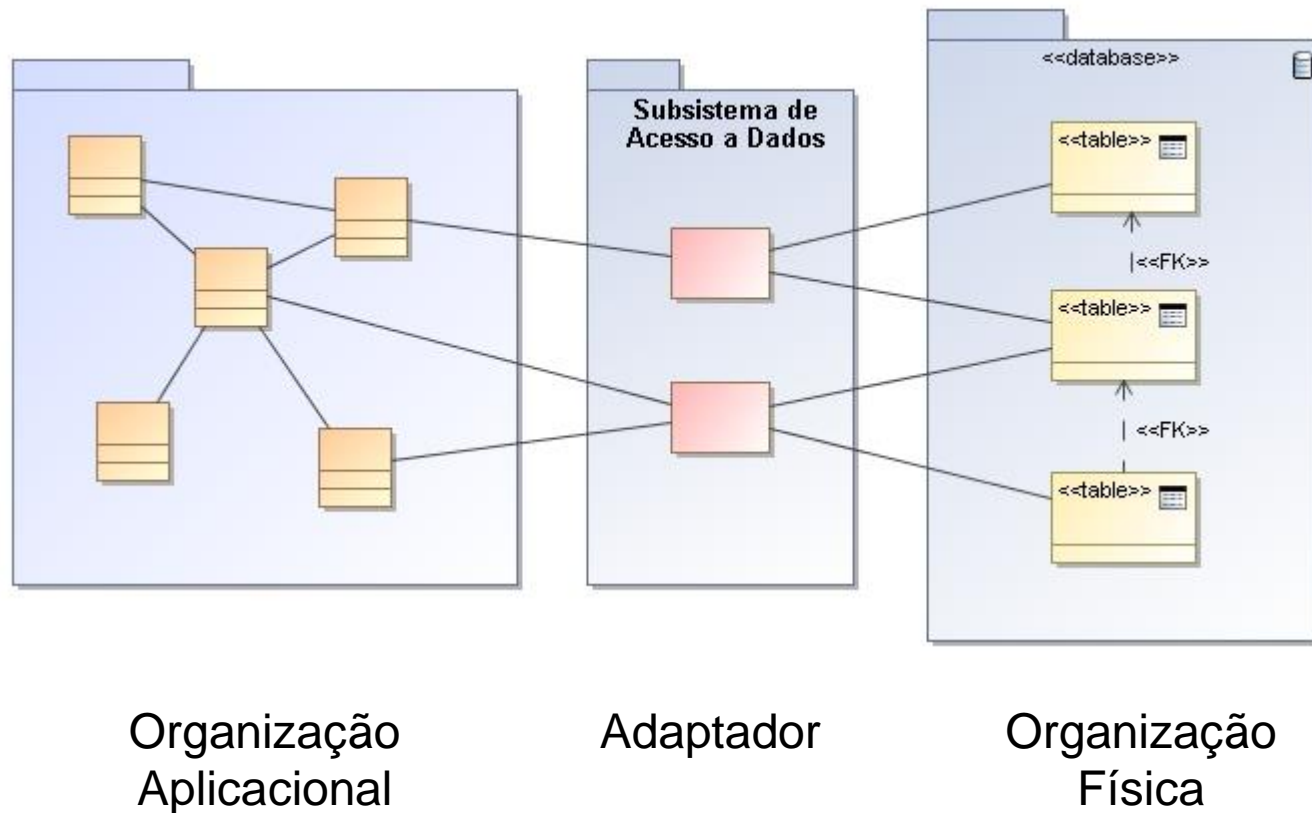 <<database>>
Subsistema de
Acesso a Dados
<<table>>
<<FK>>
<<table>>
<<FK>>
<<table>>
Organização
Aplicacional
Adaptador
Organização
Física